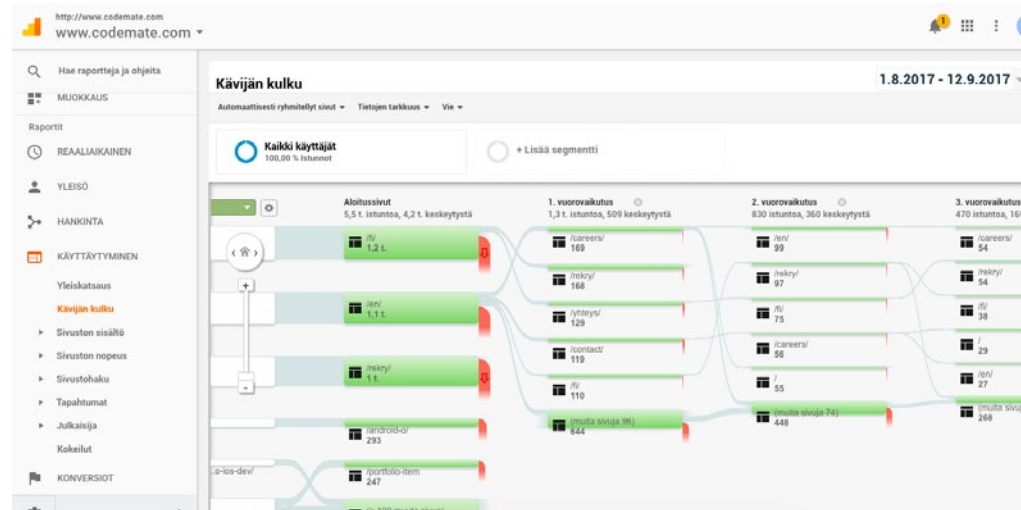 http://www.codemate.com
www.codemate.com
1
Hae raportteja ja ohjeita
MUOKKAUS
Raportit
REAALIAIKAINEN
YLEISÖ
HANKINTA
KÄYTTÄYTYMINEN
Yleiskatsaus
Kävijän kulku
Sivuston sisältö
Sivuston nopeus
Sivustohaku
Tapahtumat
Julkaisija
Kokeilut
KONVERSIOT
Kävijän kulku
1.8.2017 - 12.9.2017
Automaattisesti ryhmitellyt sivut Tietojen tarkkuus Vie
Kaikki käyttäjät
100,00 % Istunnot
+ Lisää segmentti
Aloitussivut
5,5 t. istuntoa, 4,2 t. keskeytystä
/fi/
1,2 t.
/en/
1,1 t.
/rekry/
1 t.
/android-o/
293
/portfolio-item
247
...o-ios-dev/
1. vuorovaikutus
1,3 t. istuntoa, 509 keskeytystä
/careers/
169
/rekry/
168
/yhteys/
129
/contact/
119
/fi/
110
(muita sivuja 96)
644
2. vuorovaikutus
830 istuntoa, 360 keskeytystä
/en/
99
/rekry/
97
/fi/
75
/careers/
56
/
55
(muita sivuja 74)
448
3. vuorovaikutus
470 istuntoa, 16
/careers/
54
/rekry/
54
/fi/
38
/
29
/en/
27
(muita sivuj
268